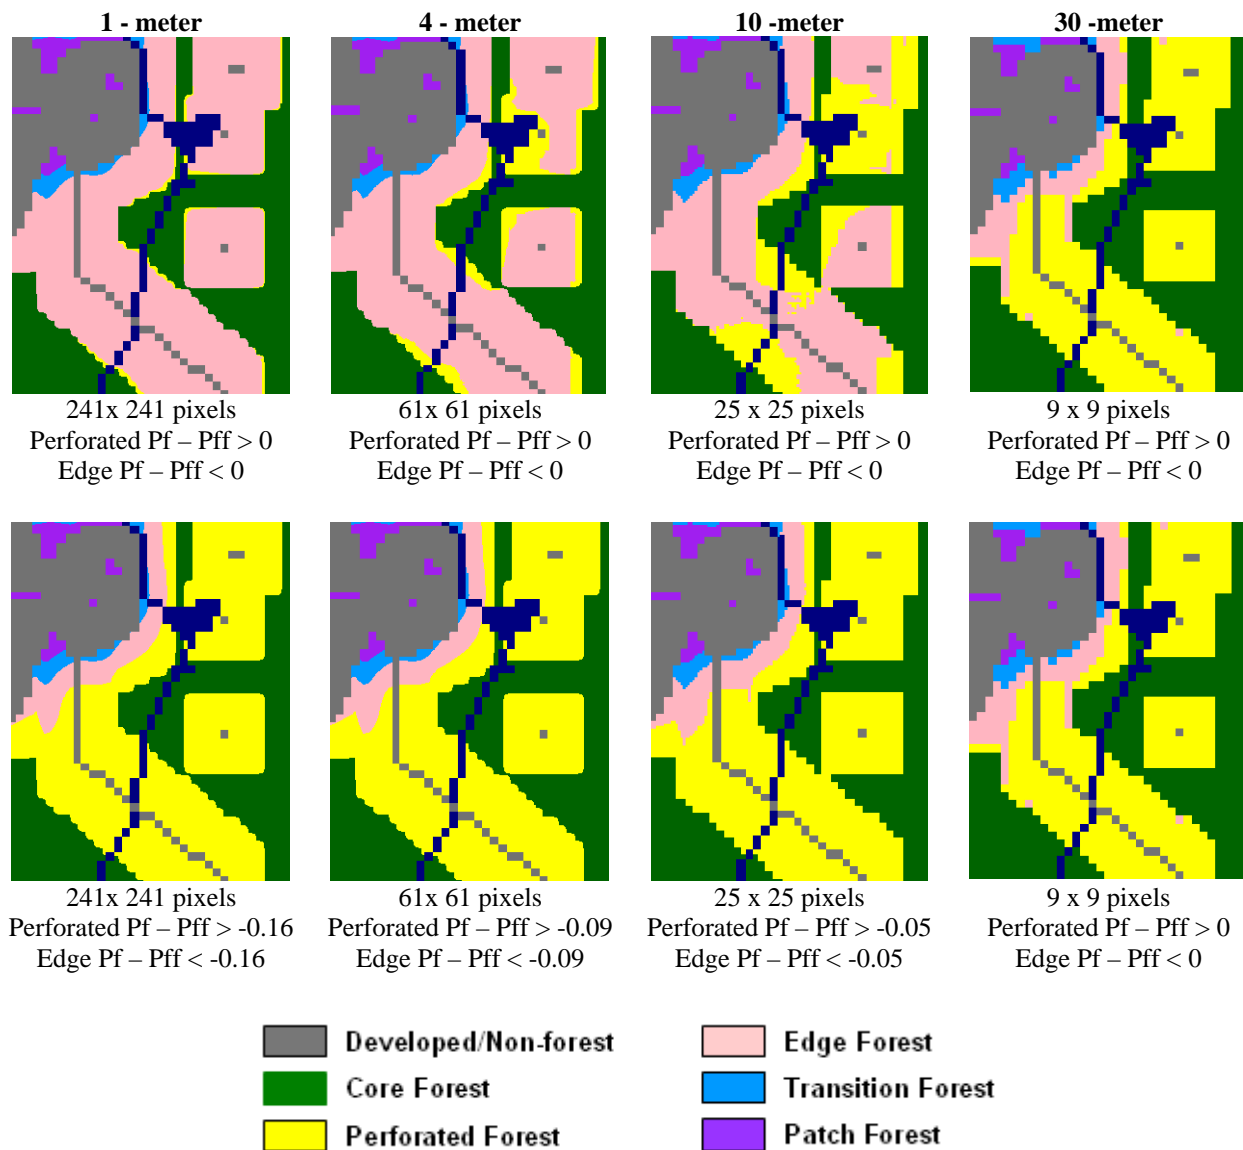 1 - meter
4 - meter
10 -meter
30 -meter
241x 241 pixels
Perforated Pf – Pff > 0
Edge Pf – Pff < 0
61x 61 pixels
Perforated Pf – Pff > 0
Edge Pf – Pff < 0
25 x 25 pixels
Perforated Pf – Pff > 0
Edge Pf – Pff < 0
9 x 9 pixels
Perforated Pf – Pff > 0
Edge Pf – Pff < 0
241x 241 pixels
Perforated Pf – Pff > -0.16
Edge Pf – Pff < -0.16
61x 61 pixels
Perforated Pf – Pff > -0.09
Edge Pf – Pff < -0.09
25 x 25 pixels
Perforated Pf – Pff > -0.05
Edge Pf – Pff < -0.05
9 x 9 pixels
Perforated Pf – Pff > 0
Edge Pf – Pff < 0
Developed/Non-forest
Core Forest
Perforated Forest
Edge Forest
Transition Forest
Patch Forest